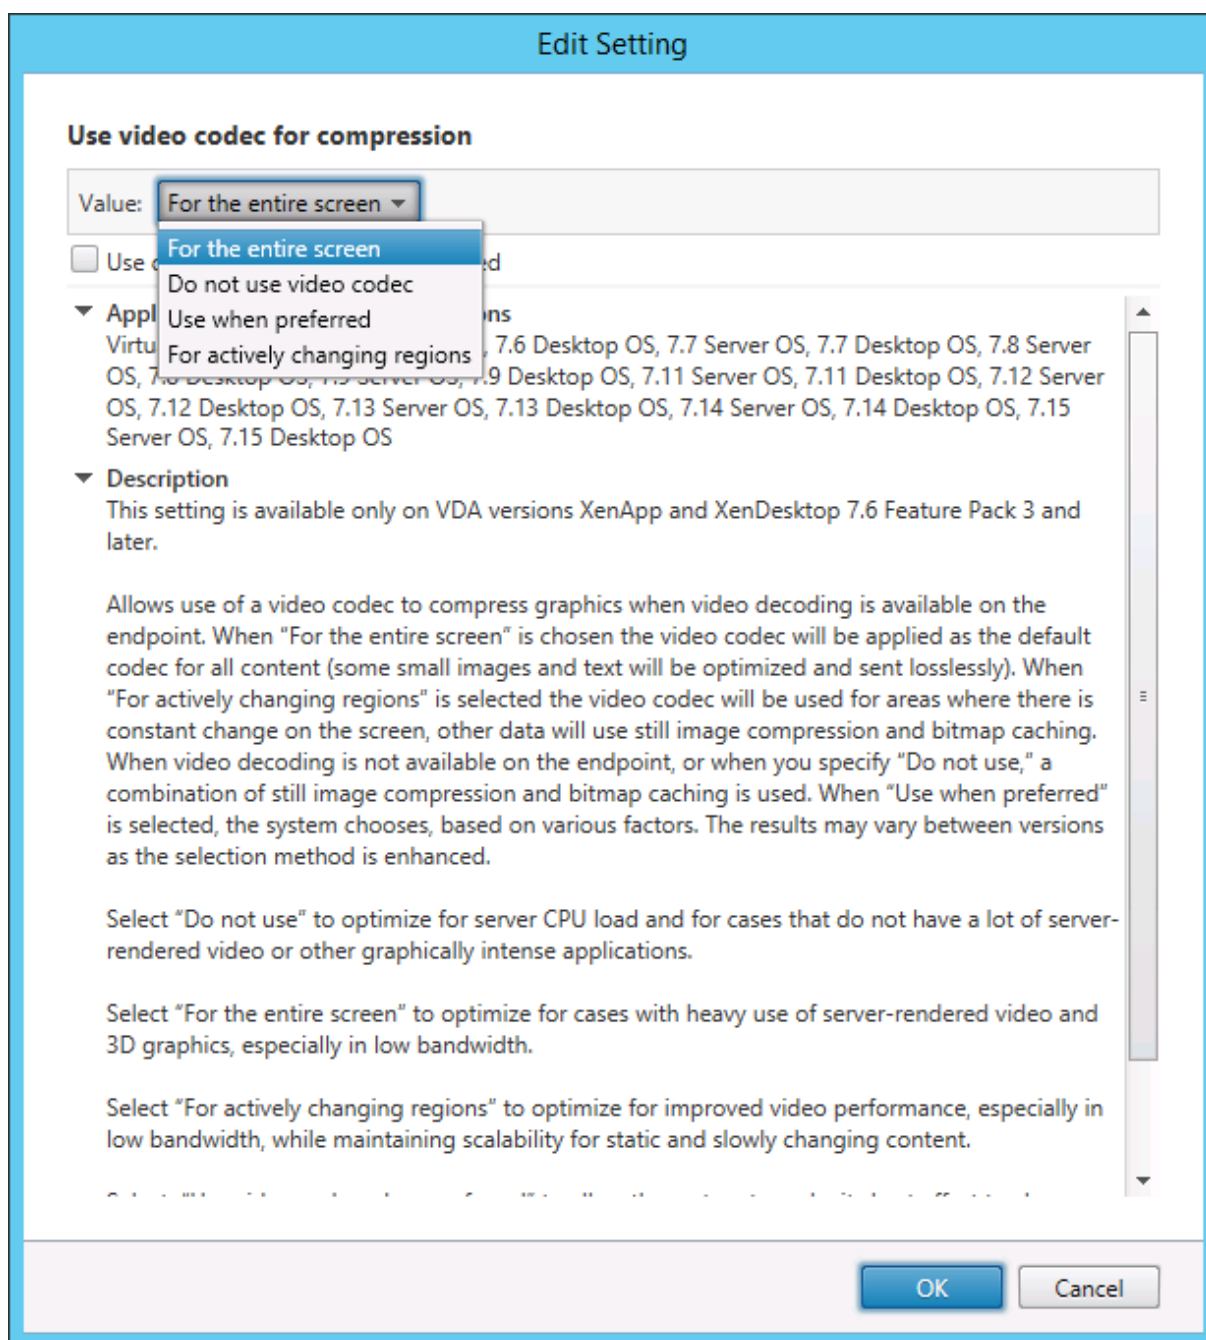 Edit Setting
Use video codec for compression
Value: For the entire screen
For the entire screen
Use ed
Do not use video codec
Appl ns
Use when preferred
Virtu , 7.6 Desktop OS, 7.7 Server OS, 7.7 Desktop OS, 7.8 Server
For actively changing regions
OS, 7.8 Desktop OS, 7.9 Server OS, 7.9 Desktop OS, 7.11 Server OS, 7.11 Desktop OS, 7.12 Server
OS, 7.12 Desktop OS, 7.13 Server OS, 7.13 Desktop OS, 7.14 Server OS, 7.14 Desktop OS, 7.15
Server OS, 7.15 Desktop OS
Description
This setting is available only on VDA versions XenApp and XenDesktop 7.6 Feature Pack 3 and
later.
Allows use of a video codec to compress graphics when video decoding is available on the
endpoint. When “For the entire screen” is chosen the video codec will be applied as the default
codec for all content (some small images and text will be optimized and sent losslessly). When
“For actively changing regions” is selected the video codec will be used for areas where there is
constant change on the screen, other data will use still image compression and bitmap caching.
When video decoding is not available on the endpoint, or when you specify “Do not use,” a
combination of still image compression and bitmap caching is used. When “Use when preferred”
is selected, the system chooses, based on various factors. The results may vary between versions
as the selection method is enhanced.
Select “Do not use” to optimize for server CPU load and for cases that do not have a lot of server-
rendered video or other graphically intense applications.
Select “For the entire screen” to optimize for cases with heavy use of server-rendered video and
3D graphics, especially in low bandwidth.
Select “For actively changing regions” to optimize for improved video performance, especially in
low bandwidth, while maintaining scalability for static and slowly changing content.
OK
Cancel